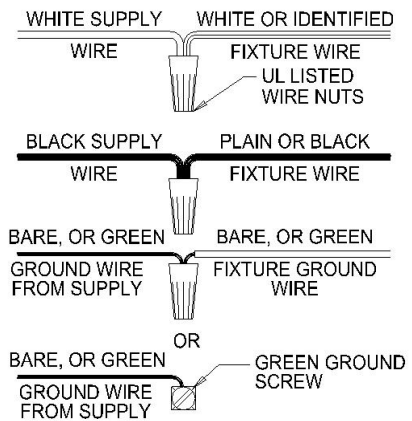 WHITE SUPPLY WHITE OR IDENTIFIED
WIRE FIXTURE WIRE
UL LISTED
WIRE NUTS
BLACK SUPPLY PLAIN OR BLACK
WIRE FIXTURE WIRE
BARE, OR GREEN BARE, OR GREEN
GROUND WIRE FIXTURE GROUND
FROM SUPPLY WIRE
OR
BARE, OR GREEN GREEN GROUND
SCREW
GROUND WIRE
FROM SUPPLY